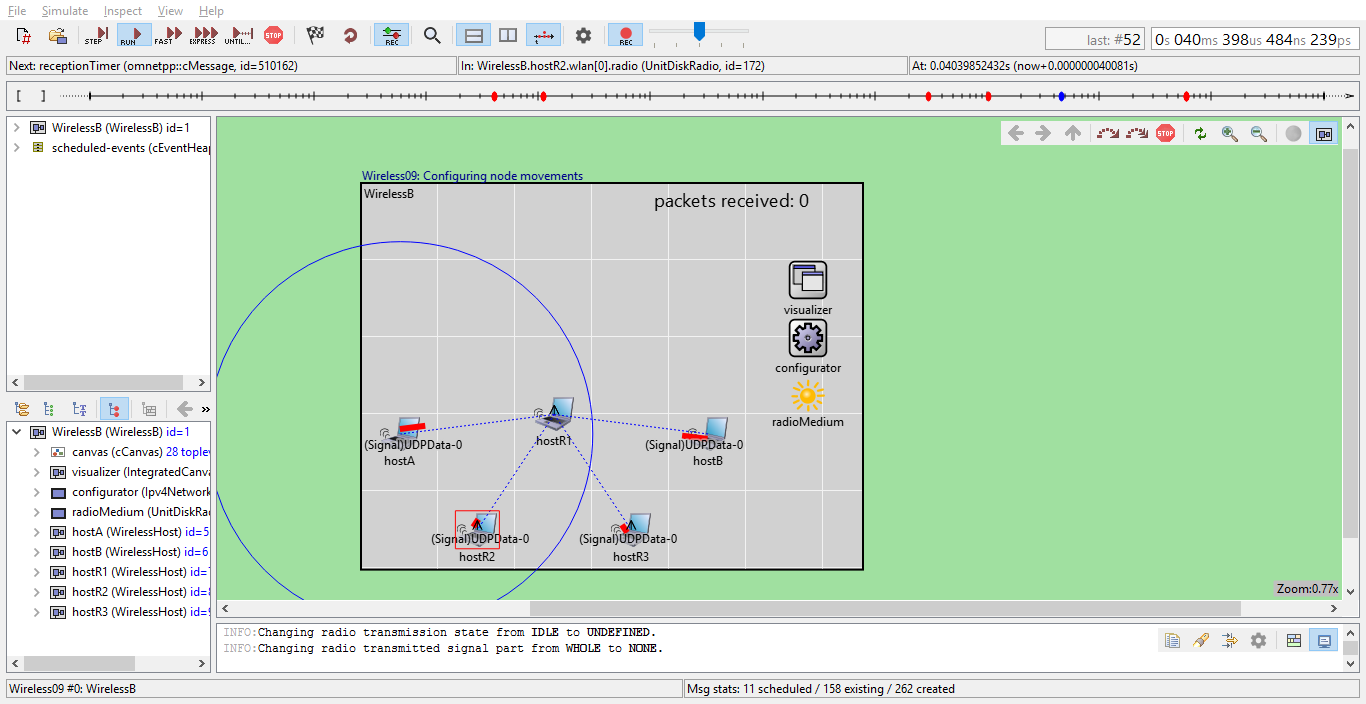 File Simulate Inspect View Help
STEP RUN FAST EXPRESS UNTIL... STOP REC REC
last: #52 0s 040ms 398us 484ns 239ps
Next: receptionTimer (omnetpp::cMessage, id=510162) In: WirelessB.hostR2.wlan[0].radio (UnitDiskRadio, id=172) At: 0.04039852432s (now+0.000000040081s)
[ ]
WirelessB (WirelessB) id=1
scheduled-events (cEventHeap
STOP
Wireless09: Configuring node movements
WirelessB
packets received: 0
visualizer
configurator
radioMedium
hostR1
(Signal)UDPData-0
hostA
(Signal)UDPData-0
hostB
(Signal)UDPData-0
hostR2
(Signal)UDPData-0
hostR3
Zoom:0.77x
»
WirelessB (WirelessB) id=1
canvas (cCanvas) 28 toplev
visualizer (IntegratedCanva
configurator (Ipv4Network
radioMedium (UnitDiskRad
hostA (WirelessHost) id=5
hostB (WirelessHost) id=6
hostR1 (WirelessHost) id=
hostR2 (WirelessHost) id=
hostR3 (WirelessHost) id=
INFO:Changing radio transmission state from IDLE to UNDEFINED.
INFO:Changing radio transmitted signal part from WHOLE to NONE.
Wireless09 #0: WirelessB
Msg stats: 11 scheduled / 158 existing / 262 created